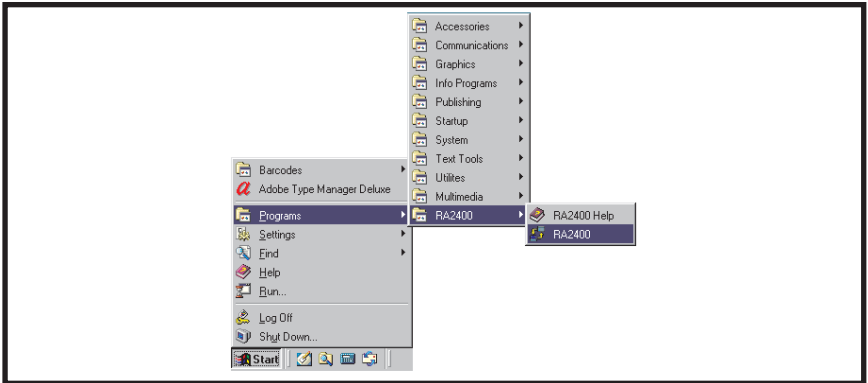 Accessories
Communications
Graphics
Info Programs
Publishing
Startup
System
Text Tools
Utilites
Multimedia
RA2400
RA2400 Help
RA2400
Barcodes
Adobe Type Manager Deluxe
Programs
Settings
Find
Help
Run...
Log Off
Shut Down...
Start